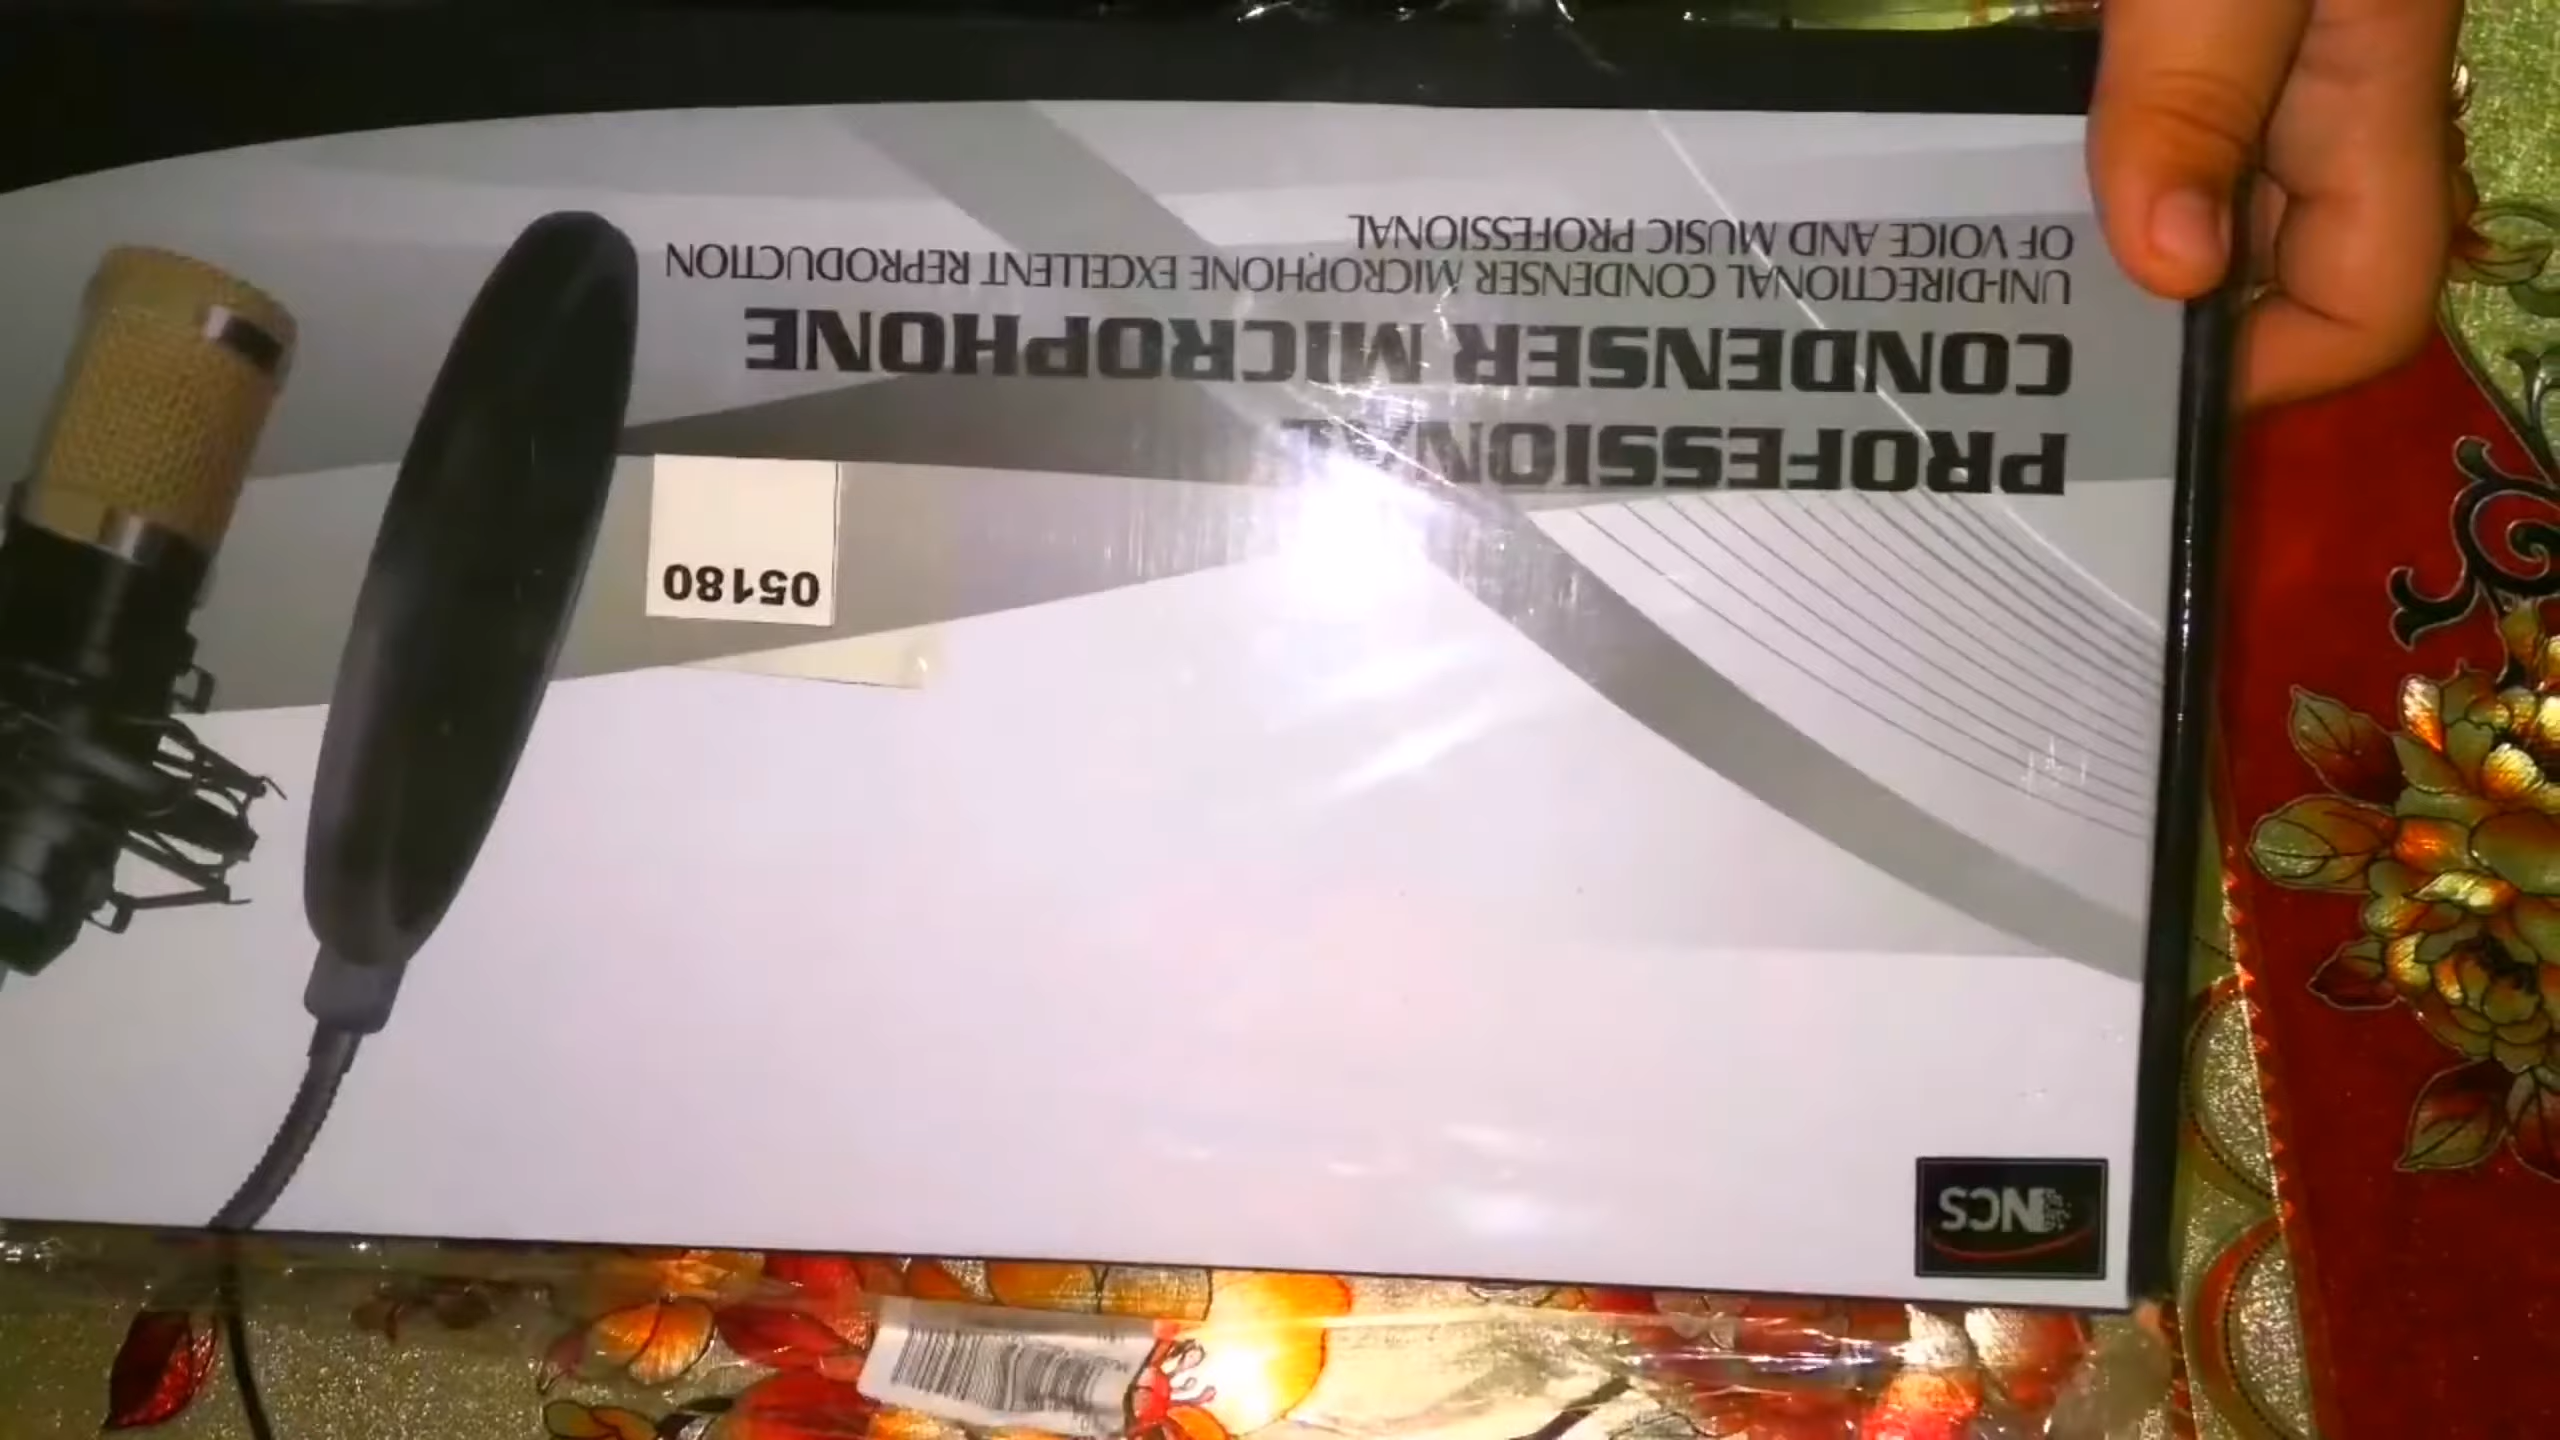 NCS
05180
PROFESSIONAL
CONDENSER MICROPHONE
UNI-DIRECTIONAL CONDENSER MICROPHONE EXCELLENT REPRODUCTION
OF VOICE AND MUSIC PROFESSIONAL